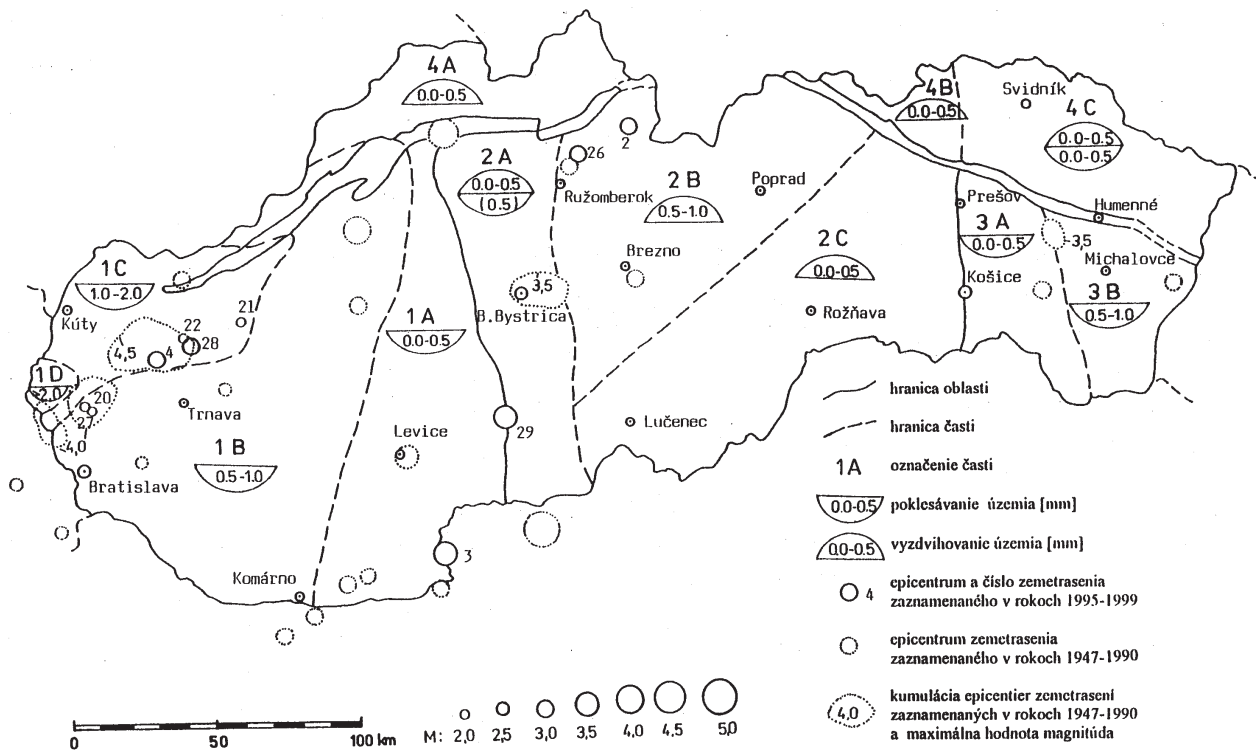 4A
0.0-0.5
4B
0.0-0.5
Svidník
4C
0.0-0.5
0.0-0.5
2
26
2A
0.0-0.5
(0.5)
Ružomberok
2B
0.5-1.0
Poprad
Prešov
Humenné
3A
0.0-0.5
-3,5
Michalovce
2C
0.0-05
Brezno
Košice
3B
0.5-1.0
1C
1.0-2.0
Kúty
21
22
28
4,5
4
3,5
B.Bystrica
1A
0.0-0.5
Rožňava
1D
-2.0
20
27
4,0
Trnava
1B
0.5-1.0
Bratislava
Levice
29
Lučenec
3
Komárno
hranica oblasti
hranica časti
1A označenie časti
0.0-0.5 poklesávanie územia [mm]
0.0-0.5 vyzdvihovanie územia [mm]
4 epicentrum a číslo zemetrasenia
zaznamenaného v rokoch 1995-1999
epicentrum zemetrasenia
zaznamenaného v rokoch 1947-1990
4,0 kumulácia epicentier zemetrasení
zaznamenaných v rokoch 1947-1990
a maximálna hodnota magnitúda
0 50 100 km
M: 2,0 2,5 3,0 3,5 4,0 4,5 5,0